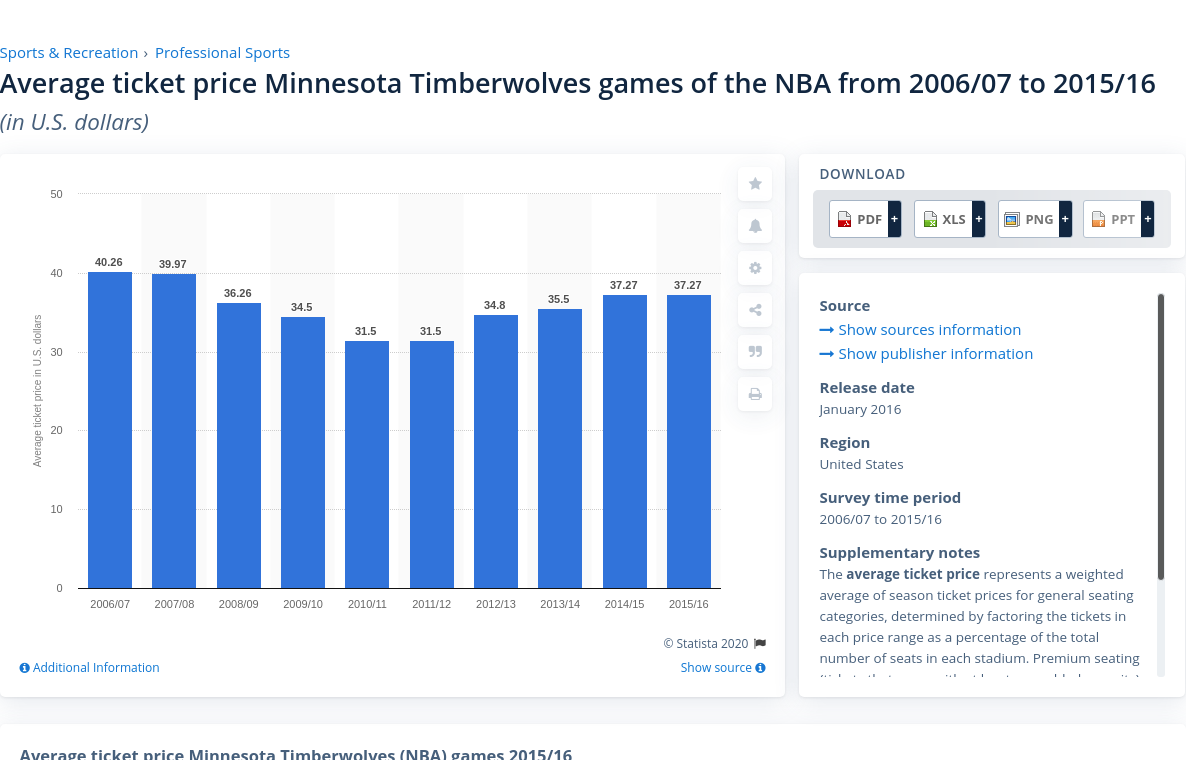 Sports & Recreation › Professional Sports
Average ticket price Minnesota Timberwolves games of the NBA from 2006/07 to 2015/16
(in U.S. dollars)
Average ticket price in U.S. dollars
50
40
30
20
10
0
40.26
39.97
36.26
34.5
31.5
31.5
34.8
35.5
37.27
37.27
2006/07
2007/08
2008/09
2009/10
2010/11
2011/12
2012/13
2013/14
2014/15
2015/16
© Statista 2020
Additional Information
Show source
DOWNLOAD
PDF +
XLS +
PNG +
PPT +
Source
Show sources information
Show publisher information
Release date
January 2016
Region
United States
Survey time period
2006/07 to 2015/16
Supplementary notes
The average ticket price represents a weighted
average of season ticket prices for general seating
categories, determined by factoring the tickets in
each price range as a percentage of the total
number of seats in each stadium. Premium seating
Average ticket price Minnesota Timberwolves (NBA) games 2015/16